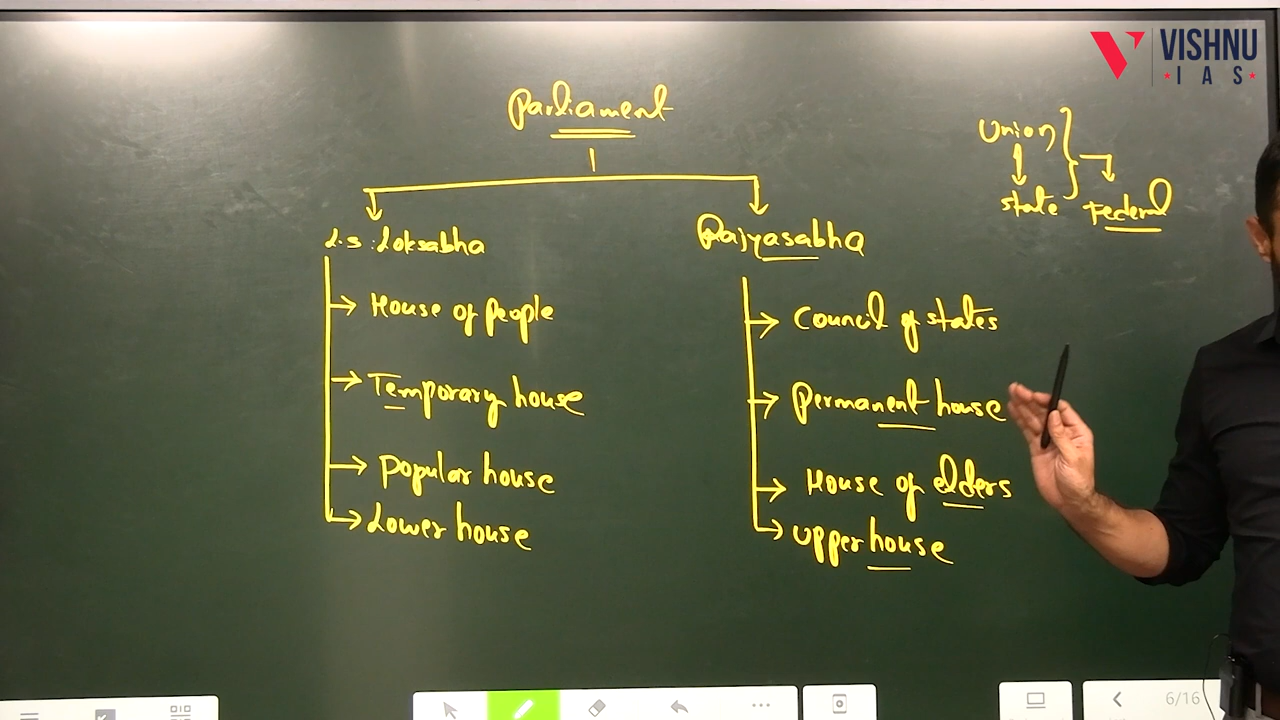 VISHNU
IAS
Parliament
Union
state
Federal
L.S : Loksabha
Rajyasabha
House of people
Council of states
Temporary house
Permanent house
popular house
House of elders
Lower house
upper house
6/16